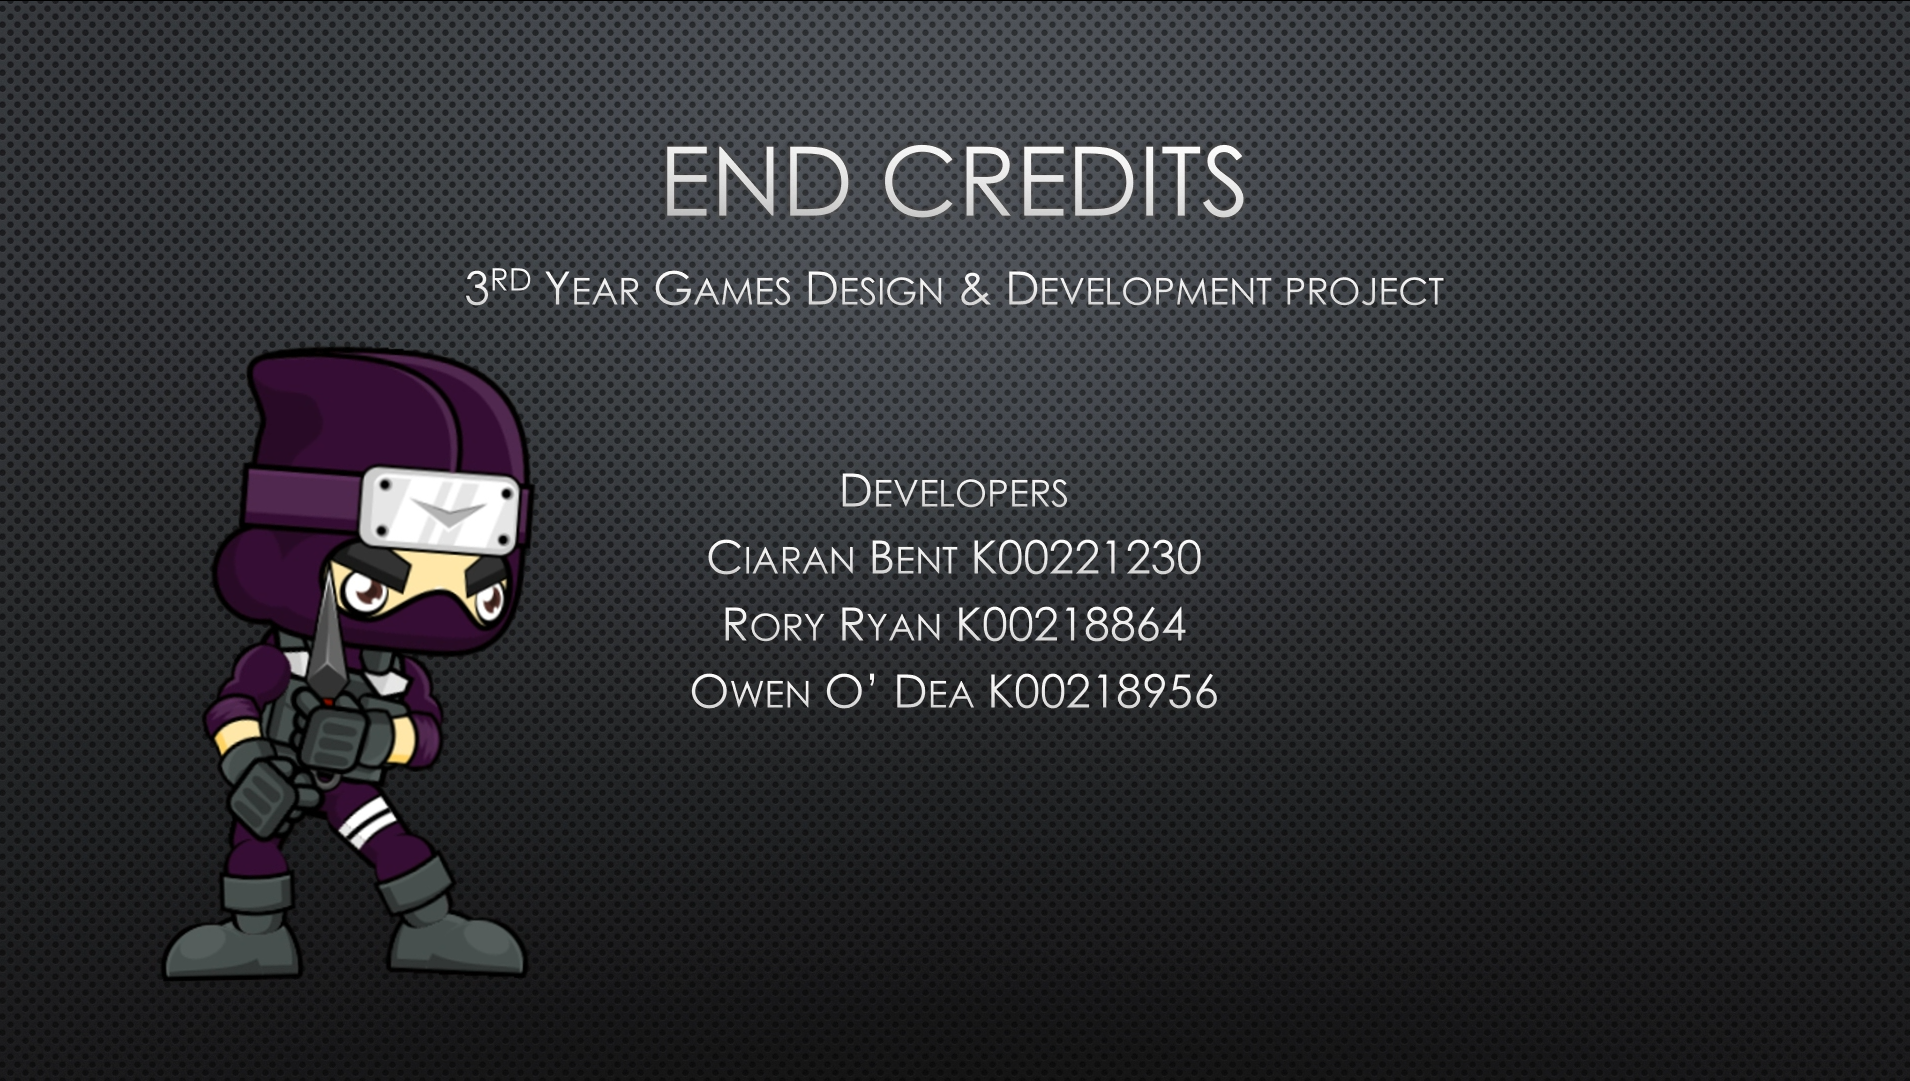 END CREDITS
3RD YEAR GAMES DESIGN & DEVELOPMENT PROJECT
DEVELOPERS
CIARAN BENT K00221230
RORY RYAN K00218864
OWEN O’ DEA K00218956